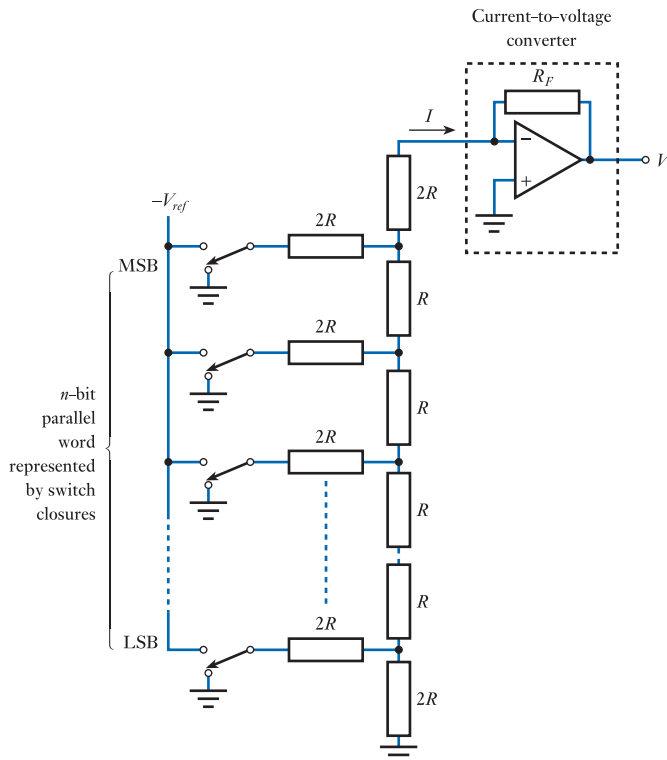 Current–to–voltage
converter
R_F
I
−
+
V
2R
−V_ref
2R
MSB
R
2R
R
n–bit
parallel
word
represented
by switch
closures
2R
R
R
2R
LSB
2R